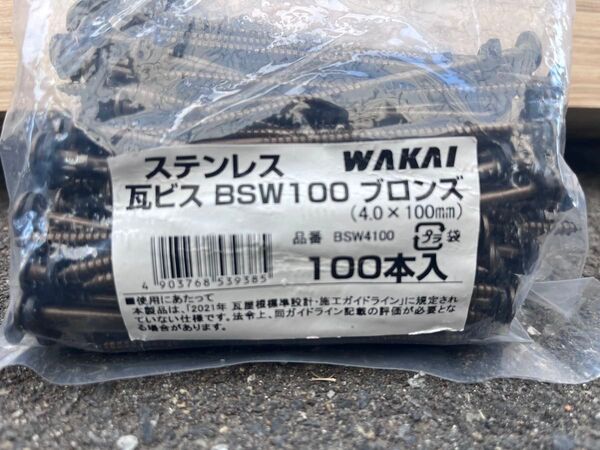 ステンレス WAKAI
瓦ビス BSW100 ブロンズ
(4.0×100mm)
品番 BSW4100 プラ 袋
4 903768 539385
100本入
■使用にあたって
本製品は、「2021年 瓦屋根標準設計・施工ガイドライン」に規定され
ていない仕様です。法令上、同ガイドライン記載の評価が必要とな
る場合があります。